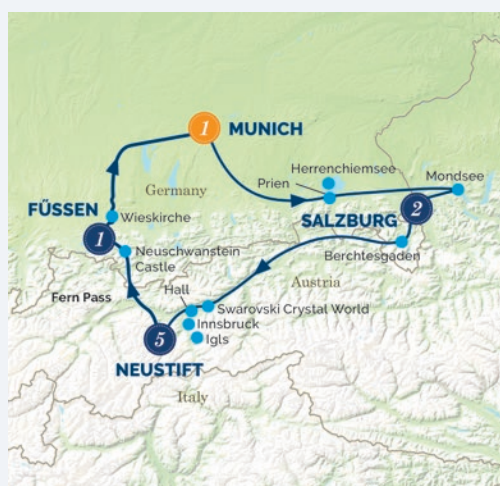 1 MUNICH
Herrenchiemsee
Prien
Mondsee
Germany
FÜSSEN
Wieskirche
SALZBURG 2
1
Neuschwanstein
Castle
Berchtesgaden
Austria
Fern Pass
Hall
Swarovski Crystal World
Innsbruck
5
Igls
NEUSTIFT
Italy